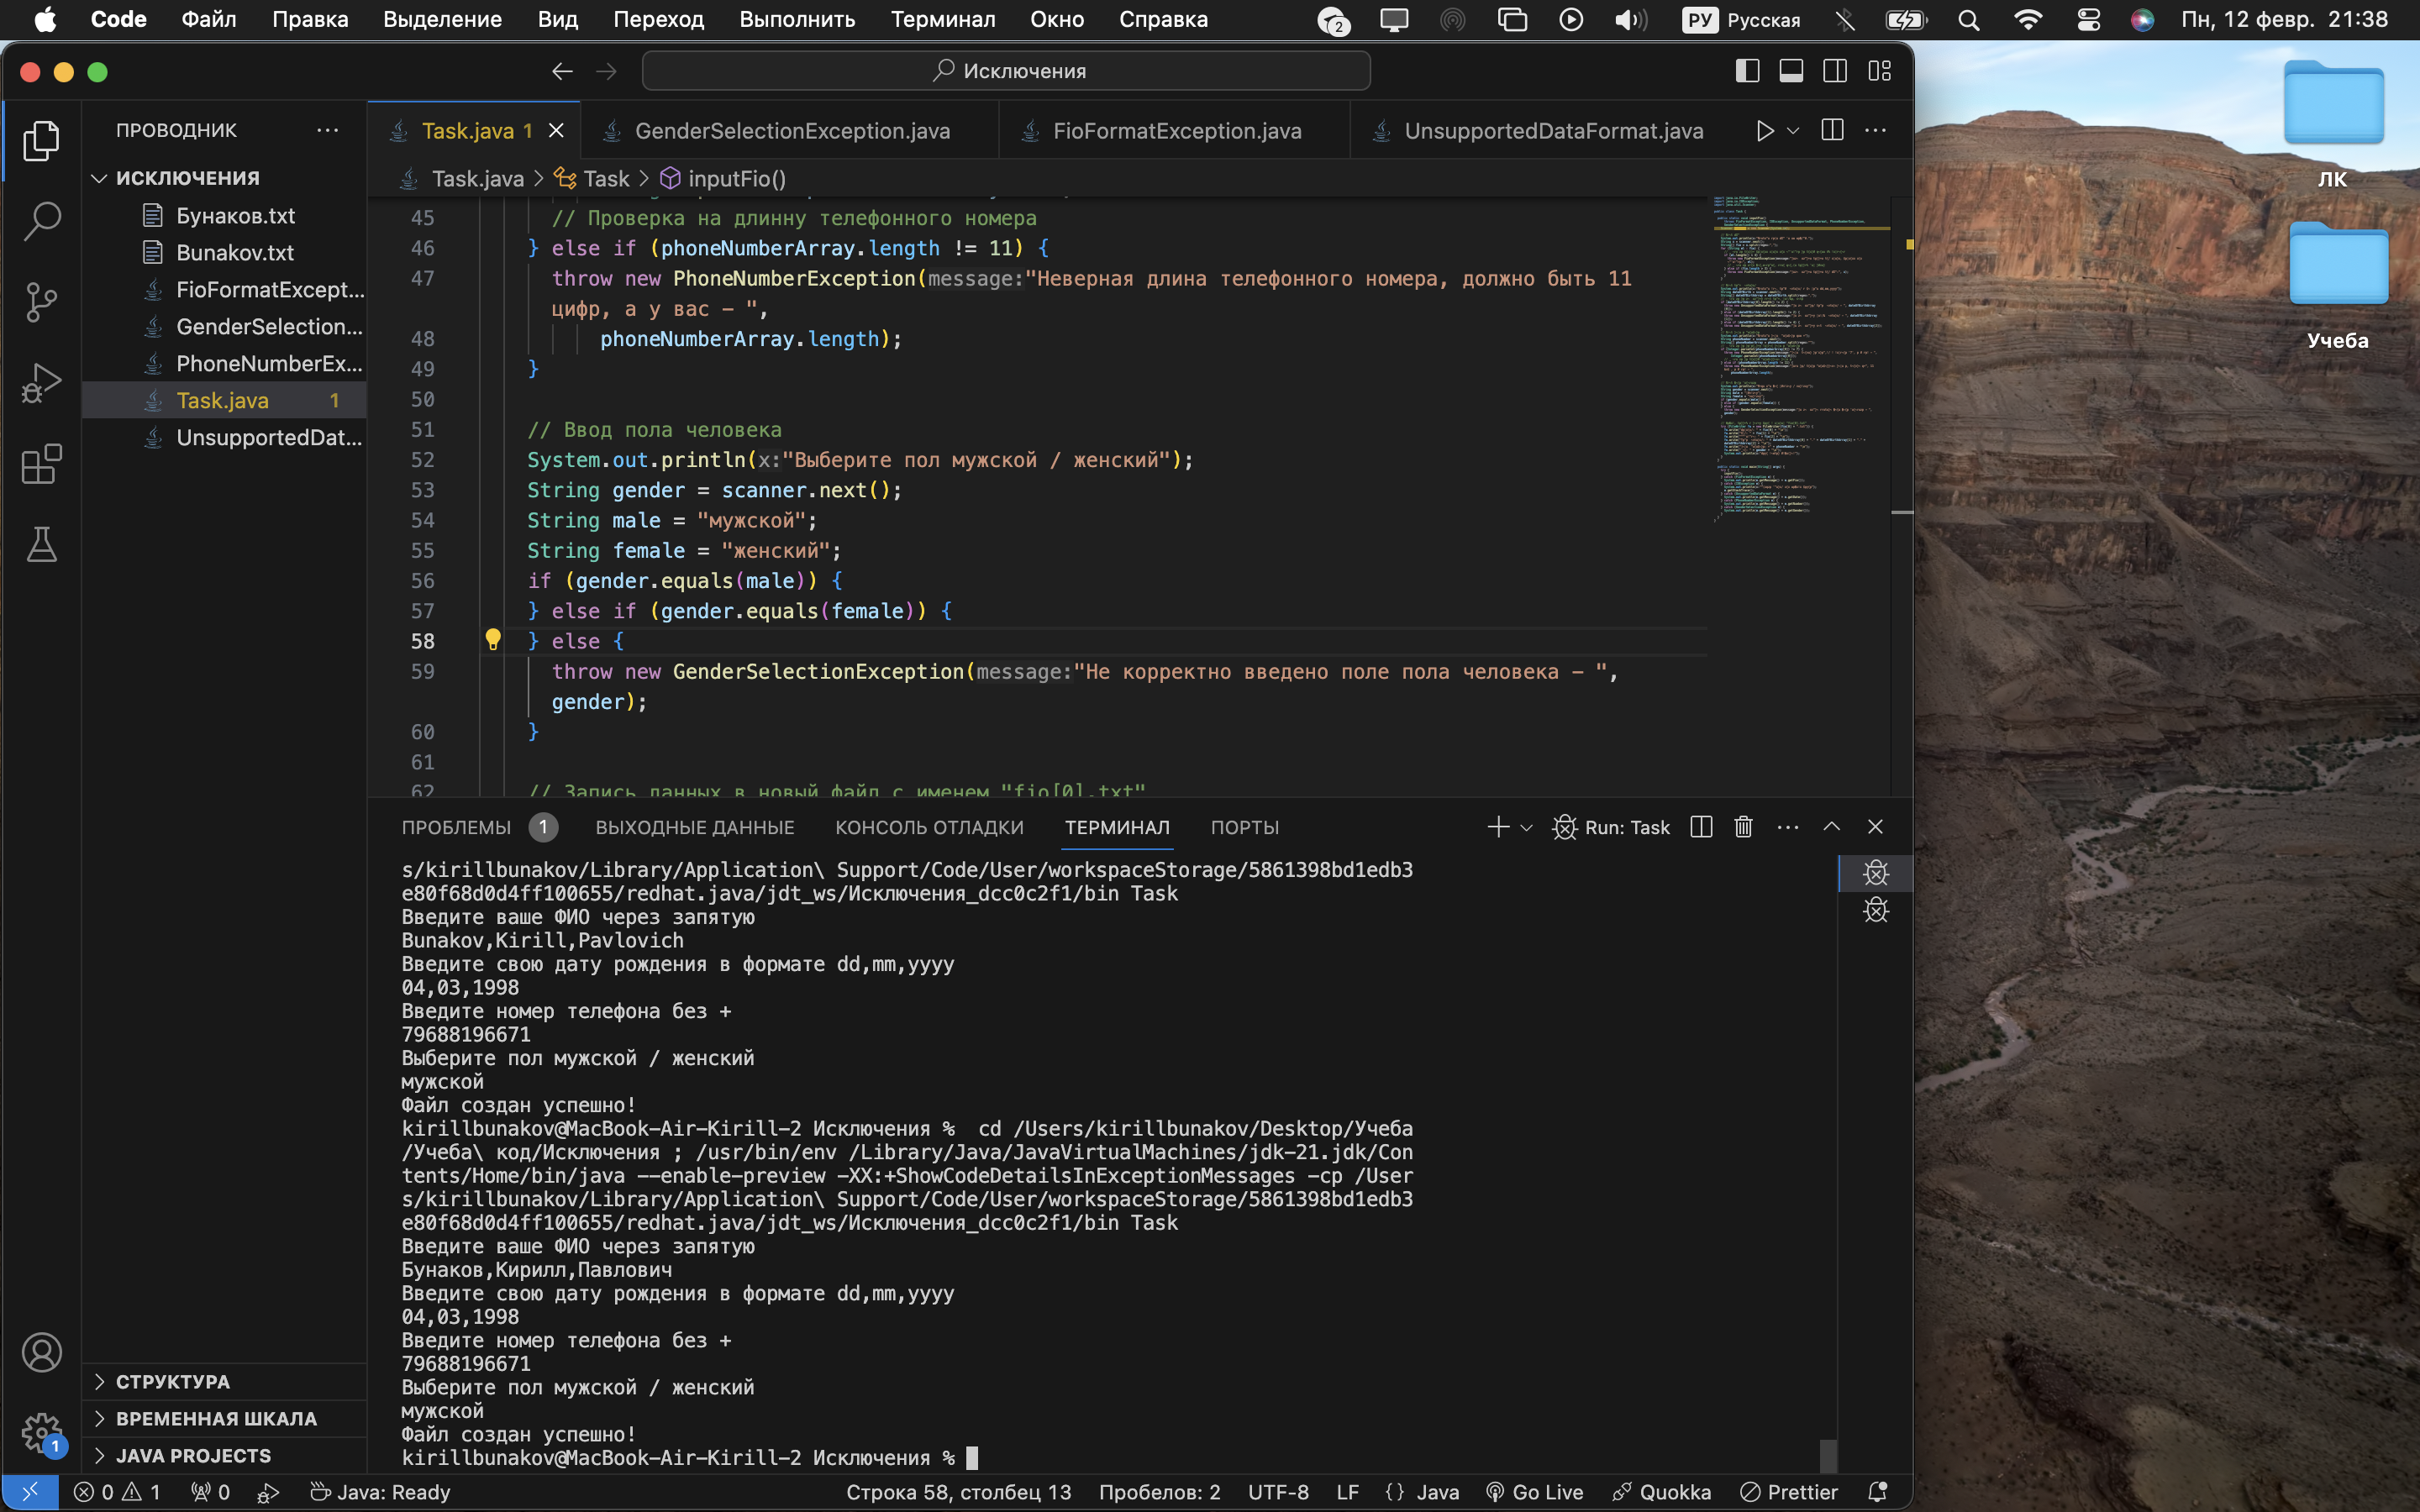 Code Файл Правка Выделение Вид Переход Выполнить Терминал Окно Справка 2 РУ Русская Пн, 12 февр. 21:38
Исключения
ПРОВОДНИК
ИСКЛЮЧЕНИЯ
Бунаков.txt
Bunakov.txt
FioFormatExcept...
GenderSelection...
PhoneNumberEx...
Task.java 1
UnsupportedDat...
СТРУКТУРА
ВРЕМЕННАЯ ШКАЛА
JAVA PROJECTS
1
Task.java 1 GenderSelectionException.java FioFormatException.java UnsupportedDataFormat.java
Task.java > Task > inputFio()
45 // Проверка на длинну телефонного номера
46 } else if (phoneNumberArray.length != 11) {
47 throw new PhoneNumberException(message:"Неверная длина телефонного номера, должно быть 11
цифр, а у вас – ",
48 phoneNumberArray.length);
49 }
50
51 // Ввод пола человека
52 System.out.println(x:"Выберите пол мужской / женский");
53 String gender = scanner.next();
54 String male = "мужской";
55 String female = "женский";
56 if (gender.equals(male)) {
57 } else if (gender.equals(female)) {
58 } else {
59 throw new GenderSelectionException(message:"Не корректно введено поле пола человека – ",
gender);
60 }
61
62 // Запись данных в новый файл с именем "fio[0].txt"
ПРОБЛЕМЫ 1 ВЫХОДНЫЕ ДАННЫЕ КОНСОЛЬ ОТЛАДКИ ТЕРМИНАЛ ПОРТЫ Run: Task
s/kirillbunakov/Library/Application\ Support/Code/User/workspaceStorage/5861398bd1edb3
e80f68d0d4ff100655/redhat.java/jdt_ws/Исключения_dcc0c2f1/bin Task
Введите ваше ФИО через запятую
Bunakov,Kirill,Pavlovich
Введите свою дату рождения в формате dd,mm,yyyy
04,03,1998
Введите номер телефона без +
79688196671
Выберите пол мужской / женский
мужской
Файл создан успешно!
kirillbunakov@MacBook-Air-Kirill-2 Исключения % cd /Users/kirillbunakov/Desktop/Учеба
/Учеба\ код/Исключения ; /usr/bin/env /Library/Java/JavaVirtualMachines/jdk-21.jdk/Con
tents/Home/bin/java --enable-preview -XX:+ShowCodeDetailsInExceptionMessages -cp /User
s/kirillbunakov/Library/Application\ Support/Code/User/workspaceStorage/5861398bd1edb3
e80f68d0d4ff100655/redhat.java/jdt_ws/Исключения_dcc0c2f1/bin Task
Введите ваше ФИО через запятую
Бунаков,Кирилл,Павлович
Введите свою дату рождения в формате dd,mm,yyyy
04,03,1998
Введите номер телефона без +
79688196671
Выберите пол мужской / женский
мужской
Файл создан успешно!
kirillbunakov@MacBook-Air-Kirill-2 Исключения %
0 1 0 Java: Ready Строка 58, столбец 13 Пробелов: 2 UTF-8 LF {} Java Go Live Quokka Prettier
ЛК
Учеба